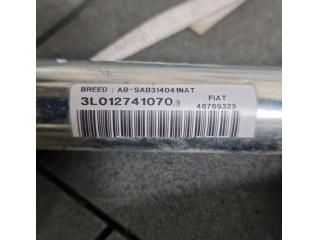 BREED : AB-SAB314041NAT
3L012741070
FIAT
46769325